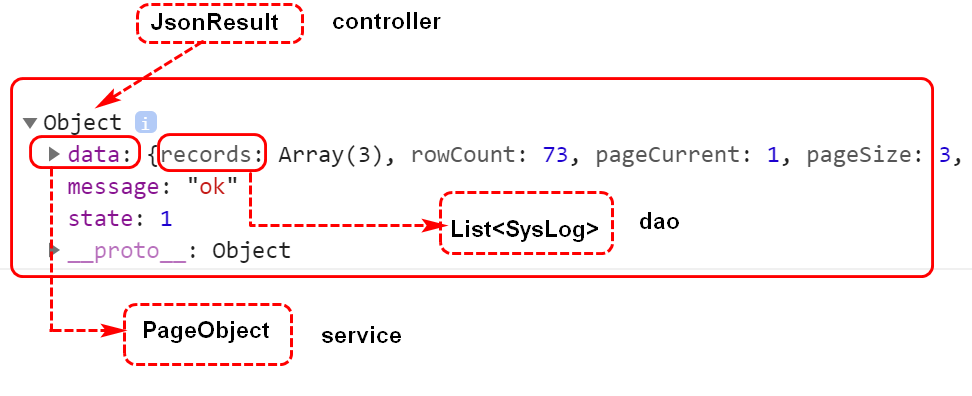 JsonResult controller
Object i
data: {records: Array(3), rowCount: 73, pageCurrent: 1, pageSize: 3,
message: "ok"
state: 1
List<SysLog> dao
__proto__: Object
PageObject service